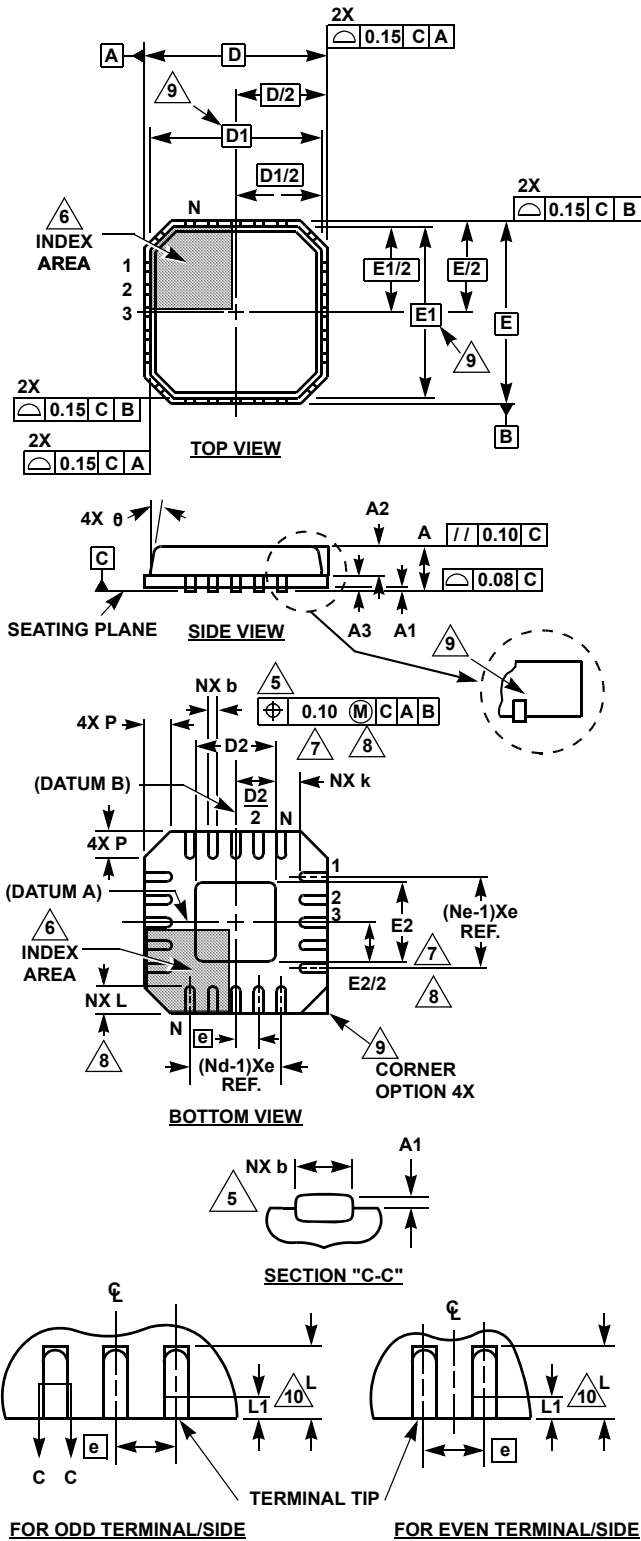 2X
⌓ 0.15 C A
A
D
D/2
9
D1
D1/2
2X
⌓ 0.15 C B
6
INDEX
AREA
N
1
2
3
E1/2
E/2
E1
E
9
2X
⌓ 0.15 C B
2X
⌓ 0.15 C A
B
TOP VIEW
4X θ
A2
A
// 0.10 C
C
⌓ 0.08 C
SEATING PLANE
SIDE VIEW
A3
A1
9
NX b
5
⌖ 0.10 Ⓜ C A B
4X P
D2
7
8
(DATUM B)
D2
2
N
NX k
4X P
1
2
3
(DATUM A)
(Ne-1)Xe
REF.
E2
6
INDEX
AREA
7
E2/2
8
NX L
8
N
e
(Nd-1)Xe
REF.
9
CORNER
OPTION 4X
BOTTOM VIEW
NX b
A1
5
SECTION "C-C"
C
L
L
10
L1
e
C C
C
L
L
10
L1
e
TERMINAL TIP
FOR ODD TERMINAL/SIDE
FOR EVEN TERMINAL/SIDE